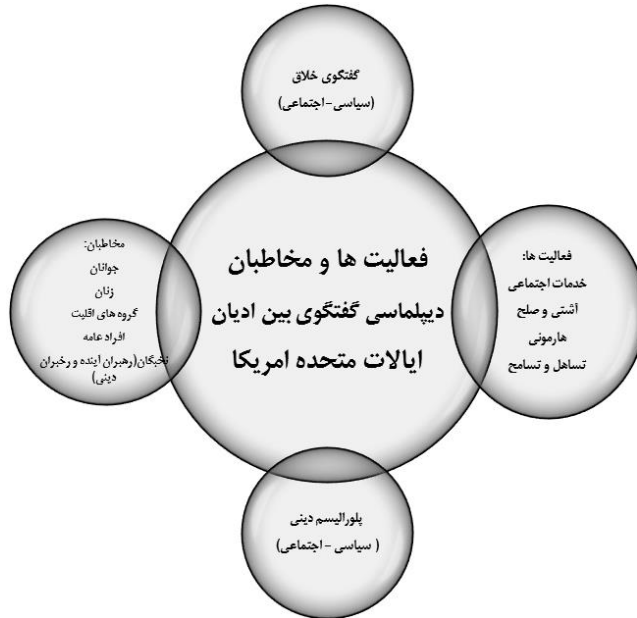 گفتگوی خلاق
(سیاسی-اجتماعی)
فعالیت ها و مخاطبان
دیپلماسی گفتگوی بین ادیان
ایالات متحده امریکا
فعالیت ها:
خدمات اجتماعی
آشتی و صلح
هارمونی
تساهل و تسامح
مخاطبان:
جوانان
زنان
گروه های اقلیت
افراد عامه
نخبگان(رهبران آینده و رخبران
دینی)
پلورالیسم دینی
( سیاسی - اجتماعی)